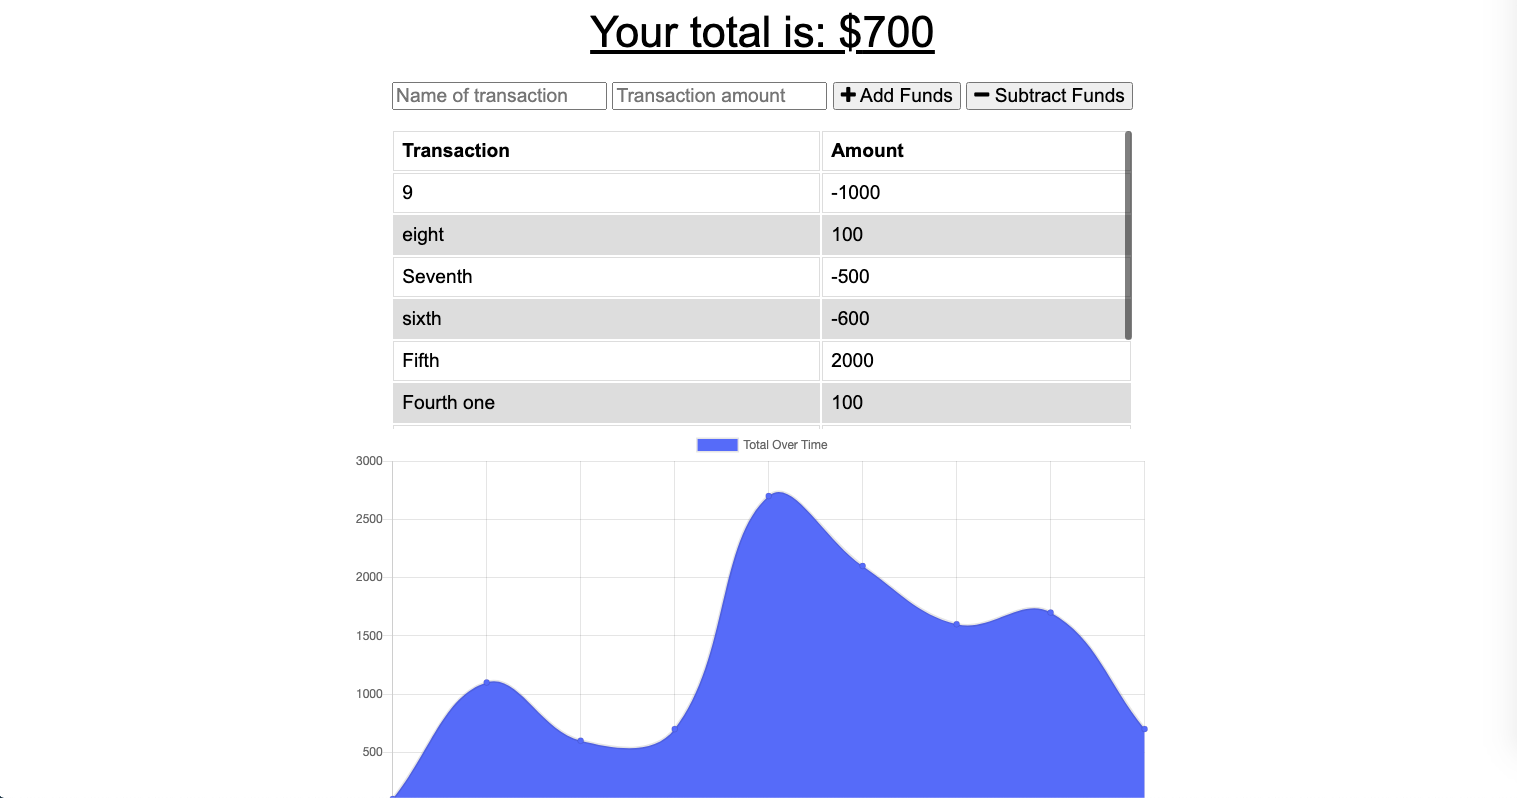 Your total is: $700
Name of transaction Transaction amount Add Funds Subtract Funds
Transaction Amount
9 -1000
eight 100
Seventh -500
sixth -600
Fifth 2000
Fourth one 100
Total Over Time
3000
2500
2000
1500
1000
500